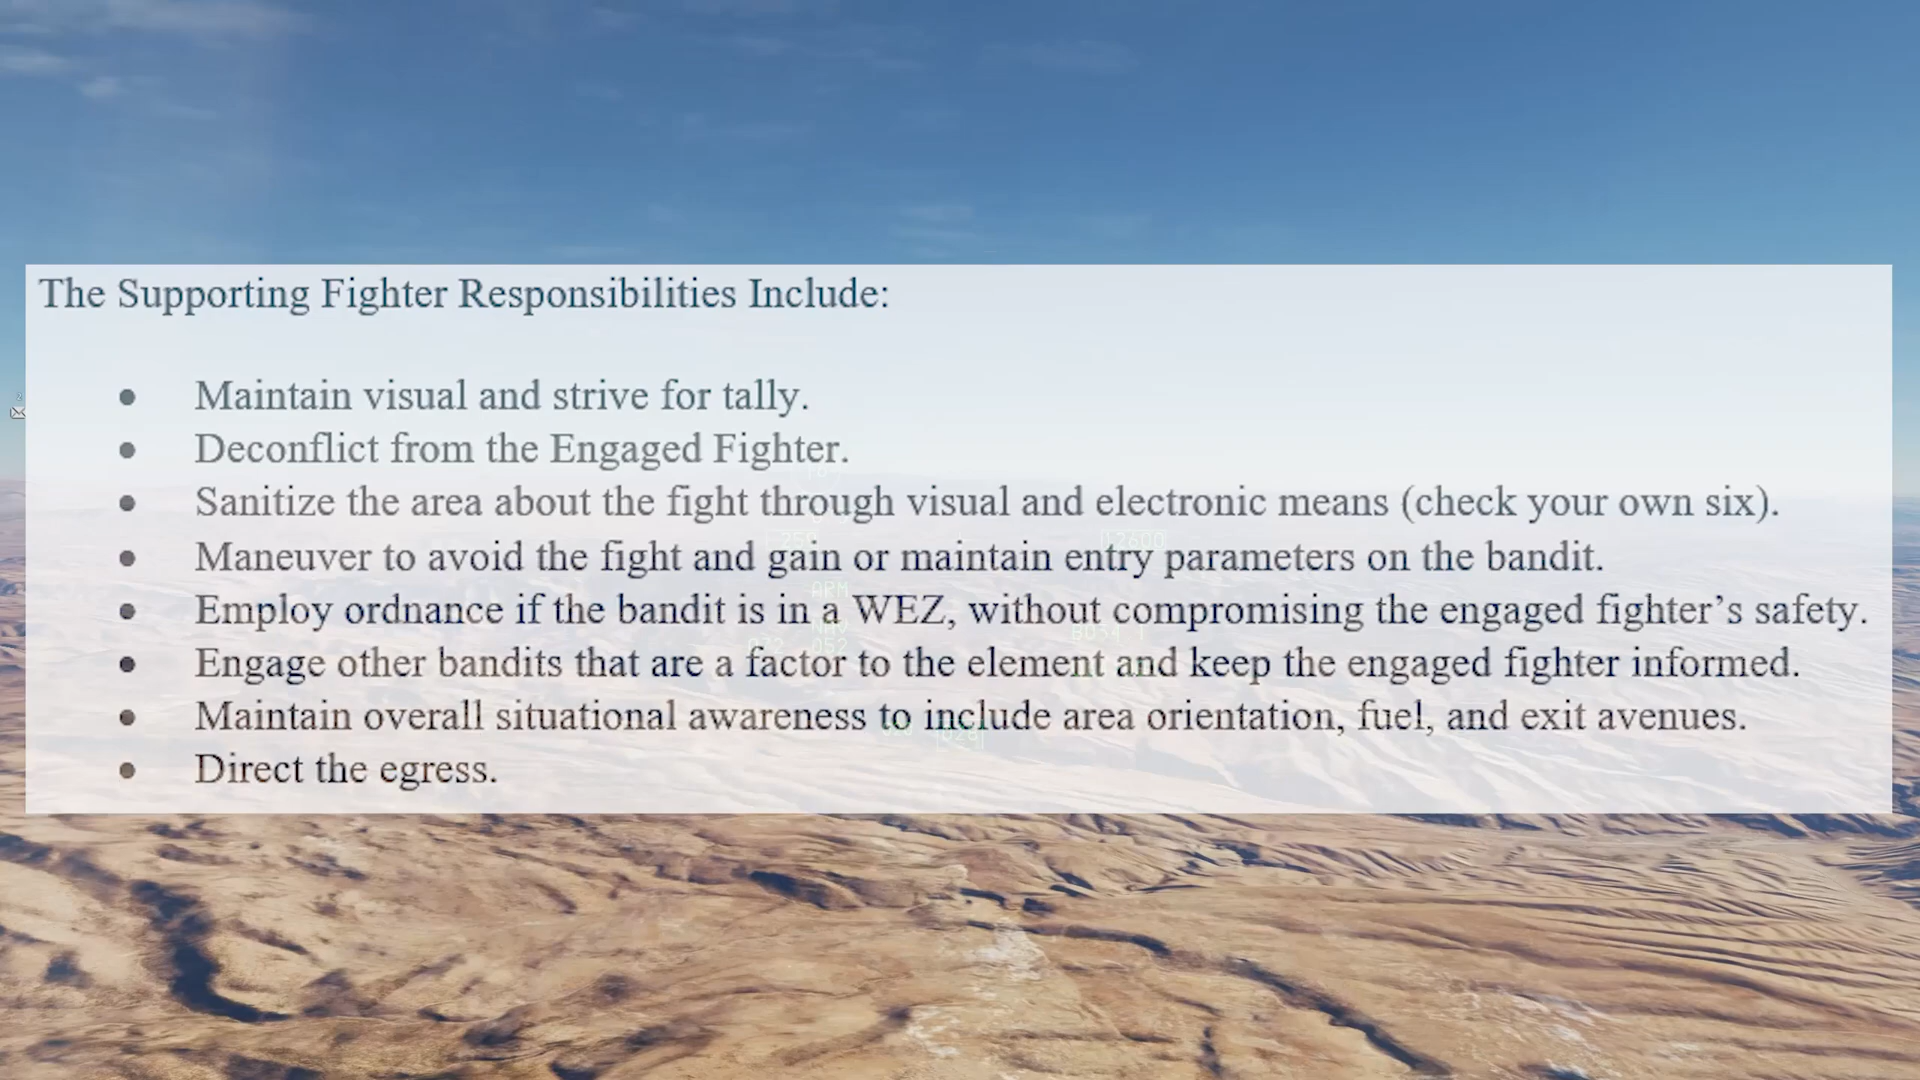 The Supporting Fighter Responsibilities Include:
• Maintain visual and strive for tally.
• Deconflict from the Engaged Fighter.
• Sanitize the area about the fight through visual and electronic means (check your own six).
• Maneuver to avoid the fight and gain or maintain entry parameters on the bandit.
• Employ ordnance if the bandit is in a WEZ, without compromising the engaged fighter’s safety.
• Engage other bandits that are a factor to the element and keep the engaged fighter informed.
• Maintain overall situational awareness to include area orientation, fuel, and exit avenues.
• Direct the egress.